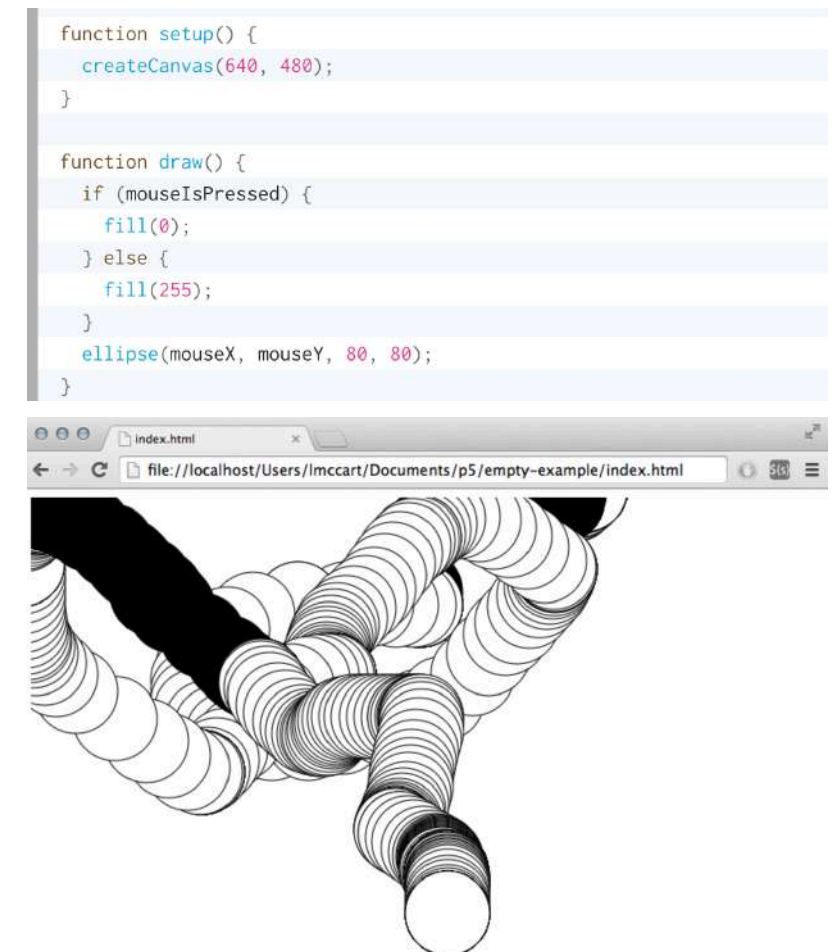 function setup() {
  createCanvas(640, 480);
}

function draw() {
  if (mouseIsPressed) {
    fill(0);
  } else {
    fill(255);
  }
  ellipse(mouseX, mouseY, 80, 80);
}
index.html
file://localhost/Users/lmccart/Documents/p5/empty-example/index.html
S(s)